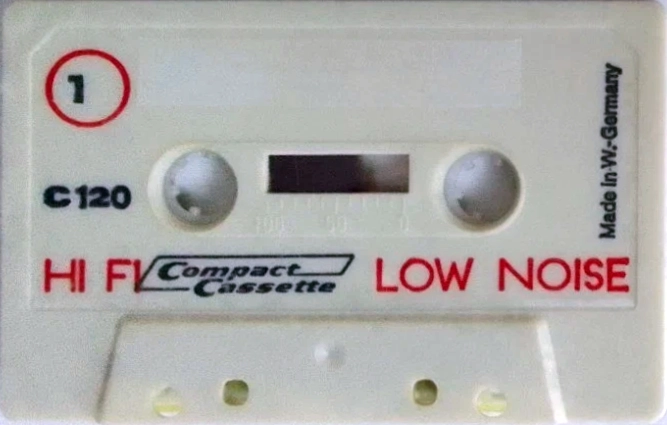 1
C120
100 50 0
HI FI Compact Cassette LOW NOISE
Made in W.-Germany